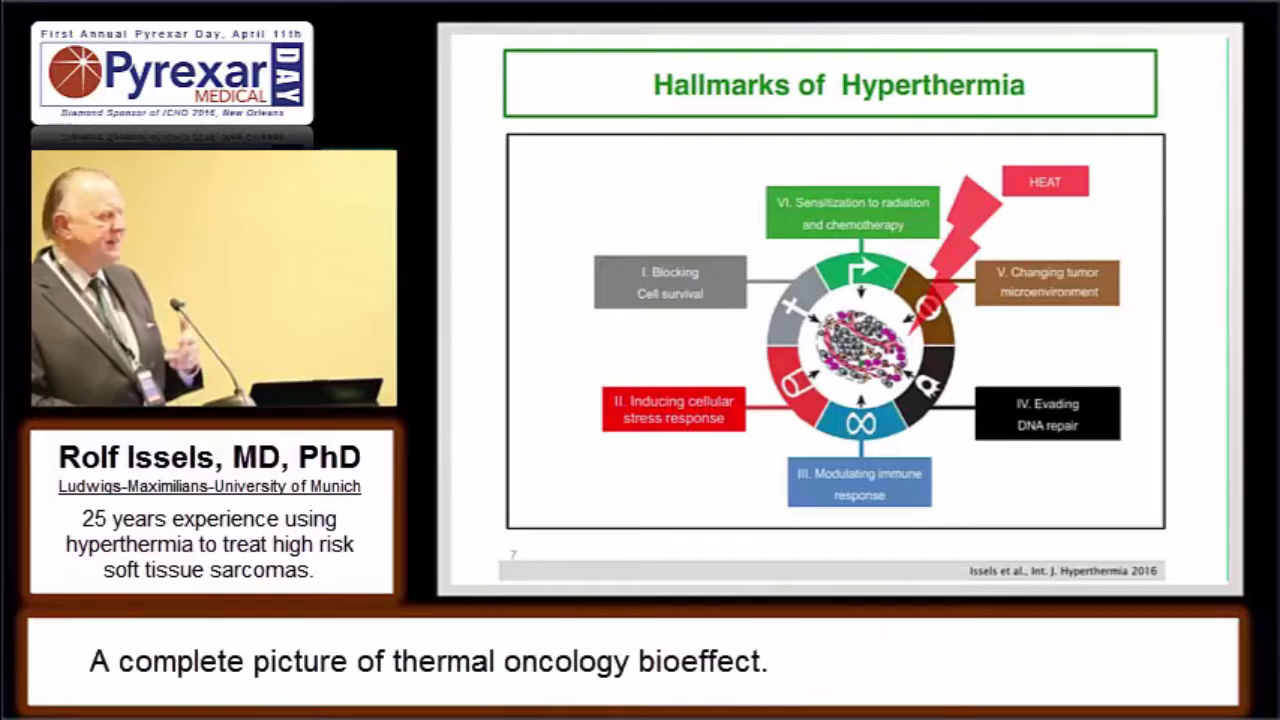 First Annual Pyrexar Day, April 11th
Pyrexar
MEDICAL
DAY
Diamond Sponsor of ICHO 2016, New Orleans
Rolf Issels, MD, PhD
Ludwigs-Maximilians-University of Munich
25 years experience using
hyperthermia to treat high risk
soft tissue sarcomas.
Hallmarks of Hyperthermia
HEAT
VI. Sensitization to radiation
and chemotherapy
I. Blocking
Cell survival
V. Changing tumor
microenvironment
II. Inducing cellular
stress response
IV. Evading
DNA repair
III. Modulating immune
response
7
Issels et al., Int. J. Hyperthermia 2016
A complete picture of thermal oncology bioeffect.